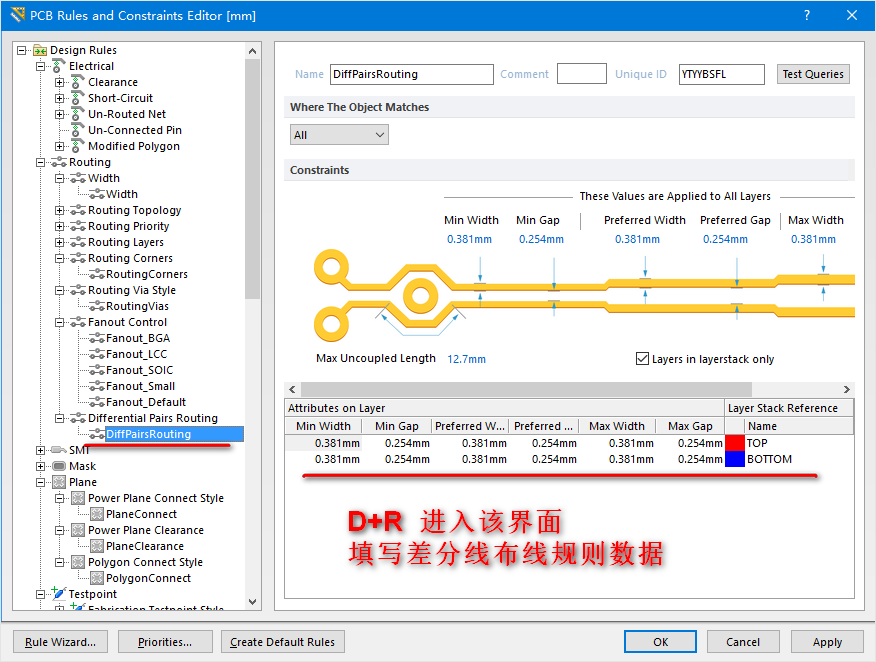 PCB Rules and Constraints Editor [mm]
Design Rules
Electrical
Clearance
Short-Circuit
Un-Routed Net
Un-Connected Pin
Modified Polygon
Routing
Width
Width
Routing Topology
Routing Priority
Routing Layers
Routing Corners
RoutingCorners
Routing Via Style
RoutingVias
Fanout Control
Fanout_BGA
Fanout_LCC
Fanout_SOIC
Fanout_Small
Fanout_Default
Differential Pairs Routing
DiffPairsRouting
SMT
Mask
Plane
Power Plane Connect Style
PlaneConnect
Power Plane Clearance
PlaneClearance
Polygon Connect Style
PolygonConnect
Testpoint
Fabrication Testpoint Style
Name DiffPairsRouting Comment Unique ID YTYYBSFL Test Queries
Where The Object Matches
All
Constraints
These Values are Applied to All Layers
Min Width Min Gap Preferred Width Preferred Gap Max Width
0.381mm 0.254mm 0.381mm 0.254mm 0.381mm
Max Uncoupled Length 12.7mm
Layers in layerstack only
Attributes on Layer Layer Stack Reference
Min Width Min Gap Preferred W... Preferred ... Max Width Max Gap Name
0.381mm 0.254mm 0.381mm 0.254mm 0.381mm 0.254mm TOP
0.381mm 0.254mm 0.381mm 0.254mm 0.381mm 0.254mm BOTTOM
D+R 进入该界面
填写差分线布线规则数据
Rule Wizard... Priorities... Create Default Rules OK Cancel Apply